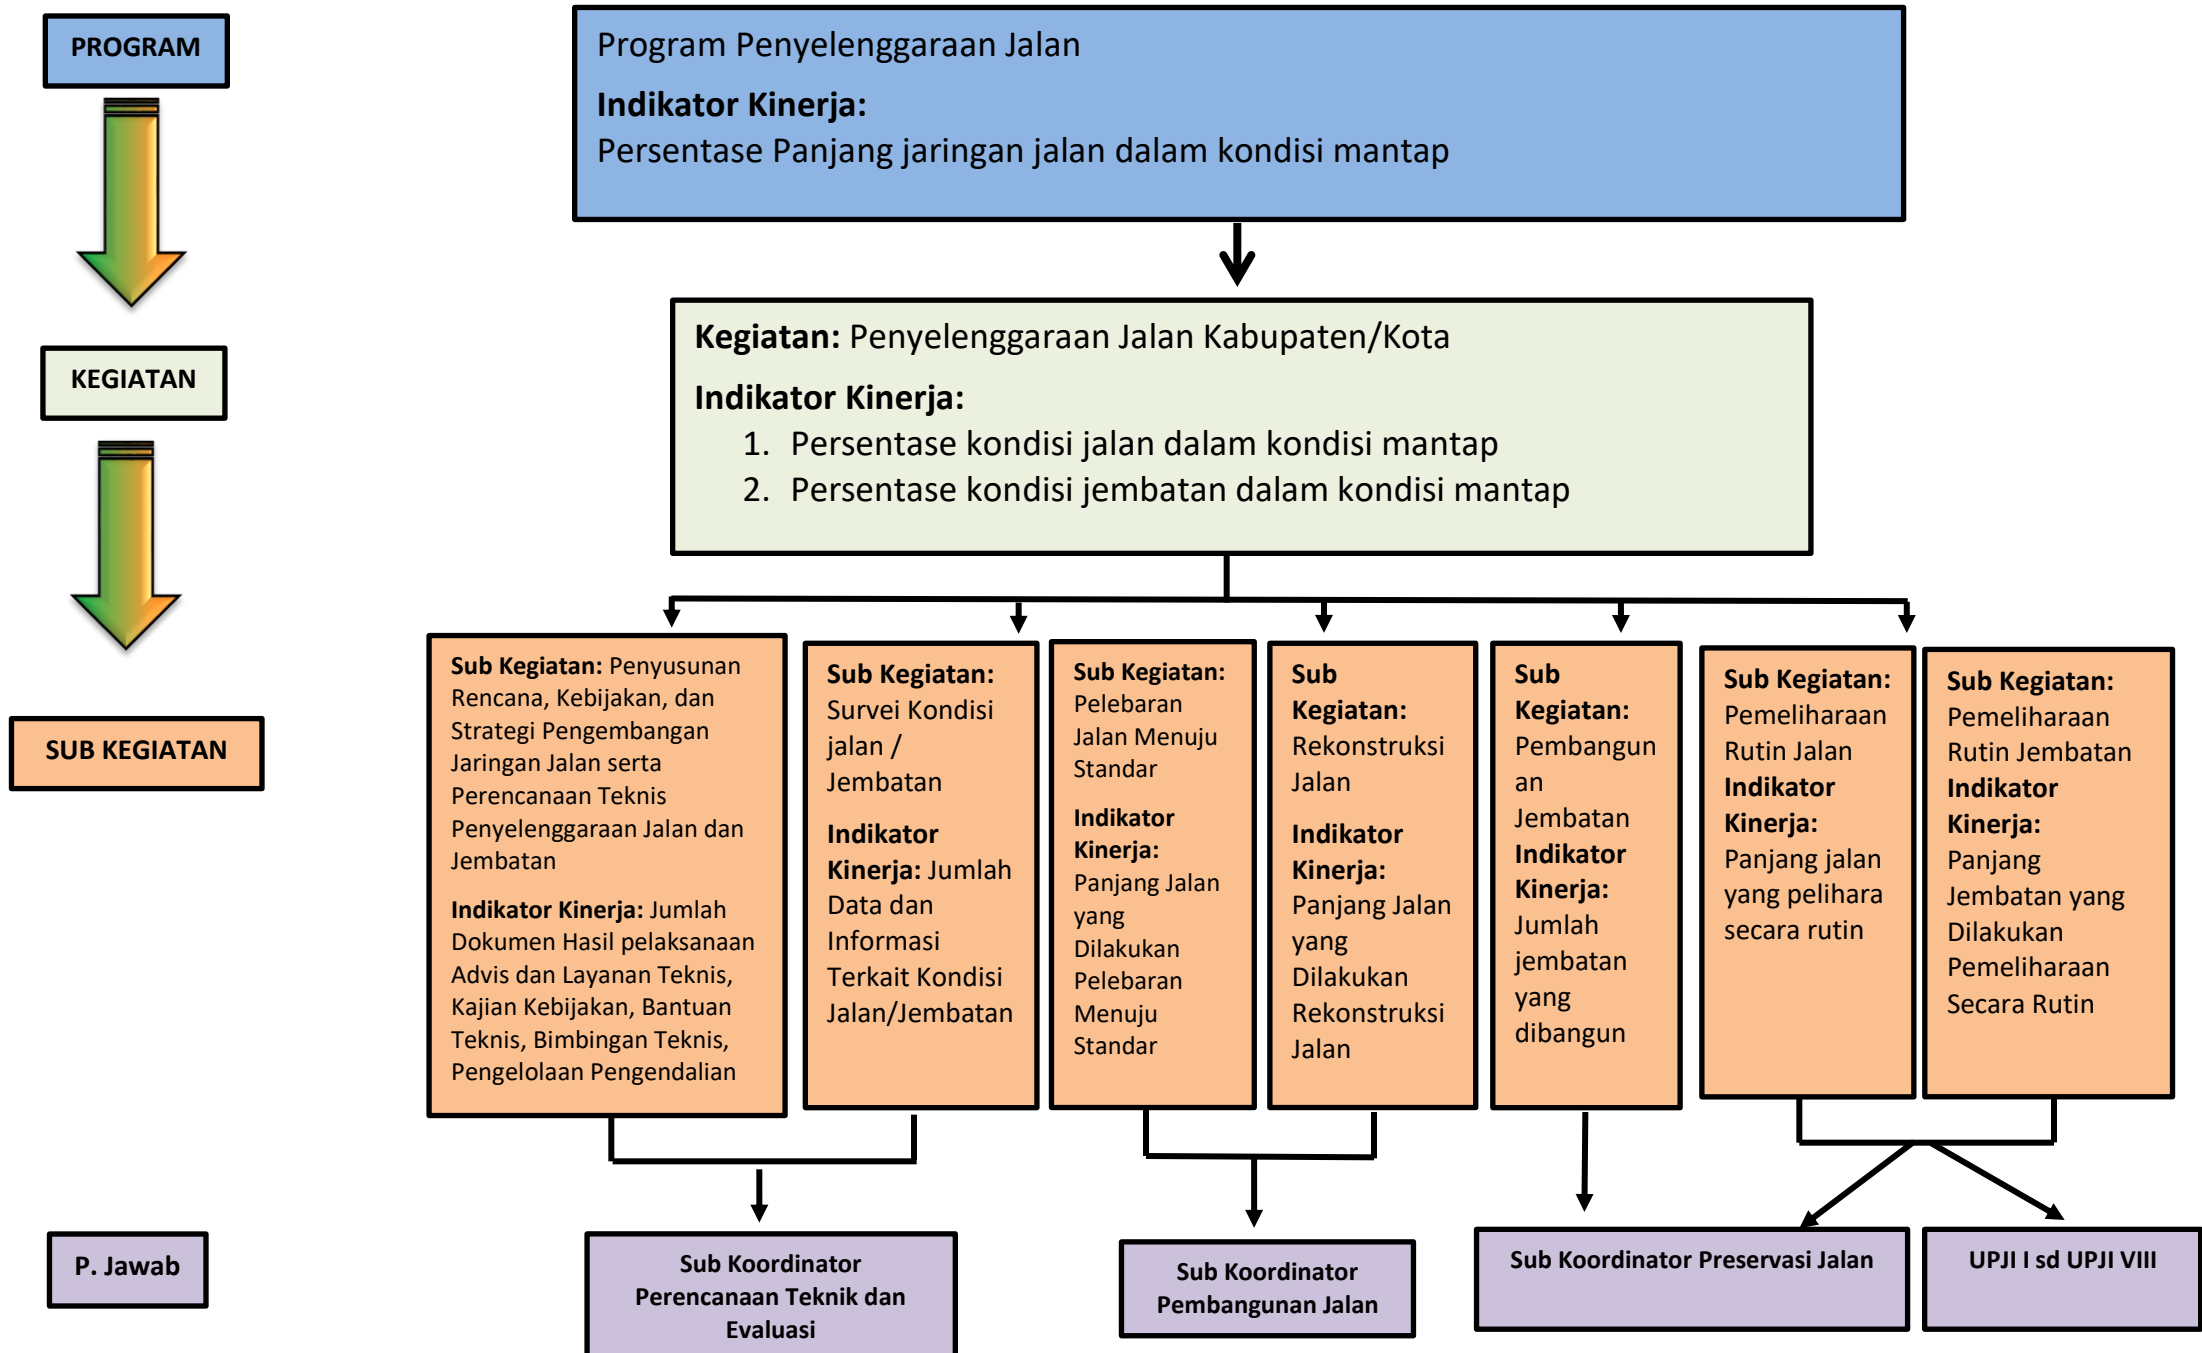 PROGRAM
Program Penyelenggaraan Jalan
Indikator Kinerja:
Persentase Panjang jaringan jalan dalam kondisi mantap
KEGIATAN
Kegiatan: Penyelenggaraan Jalan Kabupaten/Kota
Indikator Kinerja:
1. Persentase kondisi jalan dalam kondisi mantap
2. Persentase kondisi jembatan dalam kondisi mantap
SUB KEGIATAN
Sub Kegiatan: Penyusunan
Rencana, Kebijakan, dan
Strategi Pengembangan
Jaringan Jalan serta
Perencanaan Teknis
Penyelenggaraan Jalan dan
Jembatan
Indikator Kinerja: Jumlah
Dokumen Hasil pelaksanaan
Advis dan Layanan Teknis,
Kajian Kebijakan, Bantuan
Teknis, Bimbingan Teknis,
Pengelolaan Pengendalian
Sub Kegiatan:
Survei Kondisi
jalan /
Jembatan
Indikator
Kinerja: Jumlah
Data dan
Informasi
Terkait Kondisi
Jalan/Jembatan
Sub Kegiatan:
Pelebaran
Jalan Menuju
Standar
Indikator
Kinerja:
Panjang Jalan
yang
Dilakukan
Pelebaran
Menuju
Standar
Sub
Kegiatan:
Rekonstruksi
Jalan
Indikator
Kinerja:
Panjang Jalan
yang
Dilakukan
Rekonstruksi
Jalan
Sub
Kegiatan:
Pembangun
an
Jembatan
Indikator
Kinerja:
Jumlah
jembatan
yang
dibangun
Sub Kegiatan:
Pemeliharaan
Rutin Jalan
Indikator
Kinerja:
Panjang jalan
yang pelihara
secara rutin
Sub Kegiatan:
Pemeliharaan
Rutin Jembatan
Indikator
Kinerja:
Panjang
Jembatan yang
Dilakukan
Pemeliharaan
Secara Rutin
P. Jawab
Sub Koordinator
Perencanaan Teknik dan
Evaluasi
Sub Koordinator
Pembangunan Jalan
Sub Koordinator Preservasi Jalan
UPJI I sd UPJI VIII